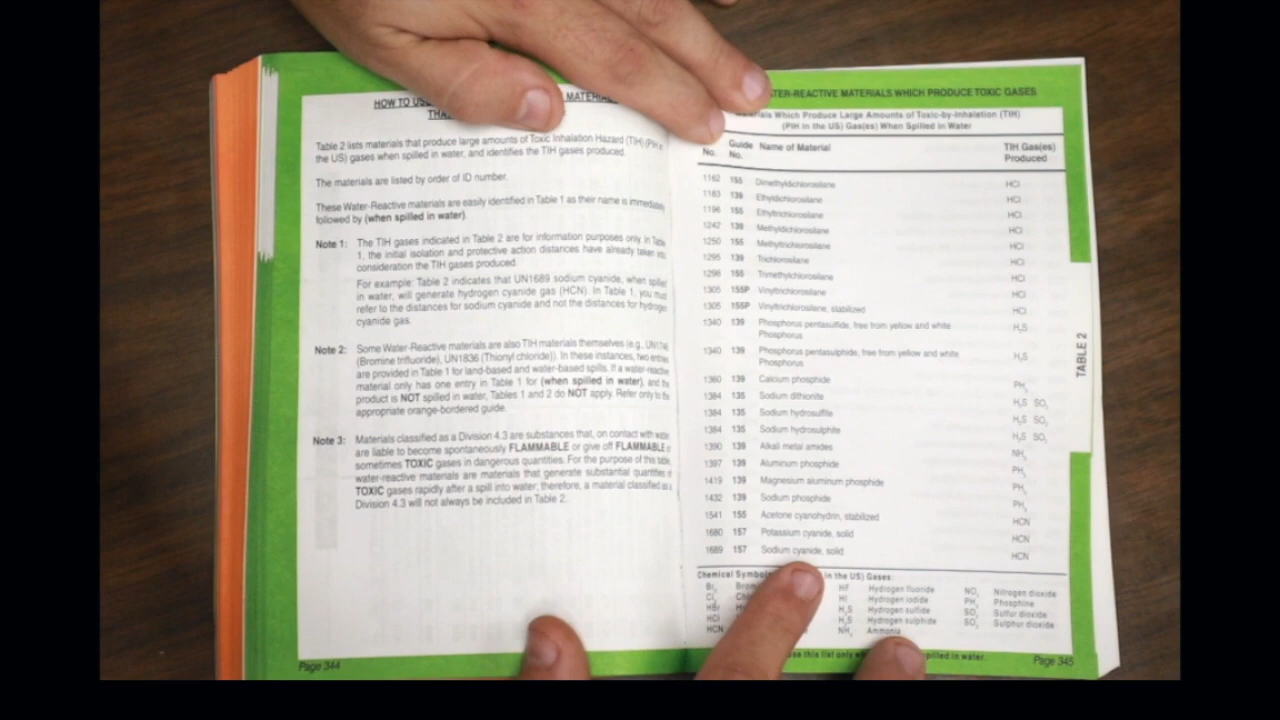 HOW TO USE MATERIAL
THA
Table 2 lists materials that produce large amounts of Toxic Inhalation Hazard (TIH) (PIH in
the US) gases when spilled in water, and identifies the TIH gases produced.
The materials are listed by order of ID number.
These Water-Reactive materials are easily identified in Table 1 as their name is immediately
followed by (when spilled in water).
Note 1: The TIH gases indicated in Table 2 are for information purposes only. In Table
1, the initial isolation and protective action distances have already taken into
consideration the TIH gases produced.
For example: Table 2 indicates that UN1689 sodium cyanide, when spilled
in water, will generate hydrogen cyanide gas (HCN). In Table 1, you must
refer to the distances for sodium cyanide and not the distances for hydrogen
cyanide gas.
Note 2: Some Water-Reactive materials are also TIH materials themselves (e.g.,
(Bromine trifluoride), UN1836 (Thionyl chloride)). In these instances, two entries
are provided in Table 1 for land-based and water-based spills. If a water-reactive
material only has one entry in Table 1 for (when spilled in water), and the
product is NOT spilled in water, Tables 1 and 2 do NOT apply. Refer only to the
appropriate orange-bordered guide.
Note 3: Materials classified as a Division 4.3 are substances that, on contact with water
are liable to become spontaneously FLAMMABLE or give off FLAMMABLE
sometimes TOXIC gases in dangerous quantities. For the purpose of this table,
water-reactive materials are materials that generate substantial quantities of
TOXIC gases rapidly after a spill into water; therefore, a material classified as a
Division 4.3 will not always be included in Table 2.
Page 344
TER-REACTIVE MATERIALS WHICH PRODUCE TOXIC GASES
ials Which Produce Large Amounts of Toxic-by-Inhalation (TIH)
(PIH in the US) Gas(es) When Spilled in Water
No. Guide No. Name of Material TIH Gas(es) Produced
1162 155 Dimethyldichlorosilane HCl
1183 139 Ethyldichlorosilane HCl
1196 155 Ethyltrichlorosilane HCl
1242 139 Methyldichlorosilane HCl
1250 155 Methyltrichlorosilane HCl
1295 139 Trichlorosilane HCl
1298 155 Trimethylchlorosilane HCl
1305 155P Vinyltrichlorosilane HCl
1305 155P Vinyltrichlorosilane, stabilized HCl
1340 139 Phosphorus pentasulfide, free from yellow and white H₂S
Phosphorus
1340 139 Phosphorus pentasulphide, free from yellow and white H₂S
Phosphorus
1360 139 Calcium phosphide PH₃
1384 135 Sodium dithionite H₂S SO₂
1384 135 Sodium hydrosulfite H₂S SO₂
1384 135 Sodium hydrosulphite H₂S SO₂
1390 139 Alkali metal amides NH₃
1397 139 Aluminum phosphide PH₃
1419 139 Magnesium aluminum phosphide PH₃
1432 139 Sodium phosphide PH₃
1541 155 Acetone cyanohydrin, stabilized HCN
1680 157 Potassium cyanide, solid HCN
1689 157 Sodium cyanide, solid HCN
Chemical Symbols in the US) Gases:
Br₂ Brom HF Hydrogen fluoride NO₂ Nitrogen dioxide
Cl₂ Chl HI Hydrogen iodide PH₃ Phosphine
HBr H₂S Hydrogen sulfide SO₂ Sulfur dioxide
HCl H₂S Hydrogen sulphide SO₂ Sulphur dioxide
HCN NH₃ Ammonia
use this list only spilled in water.
Page 345
TABLE 2